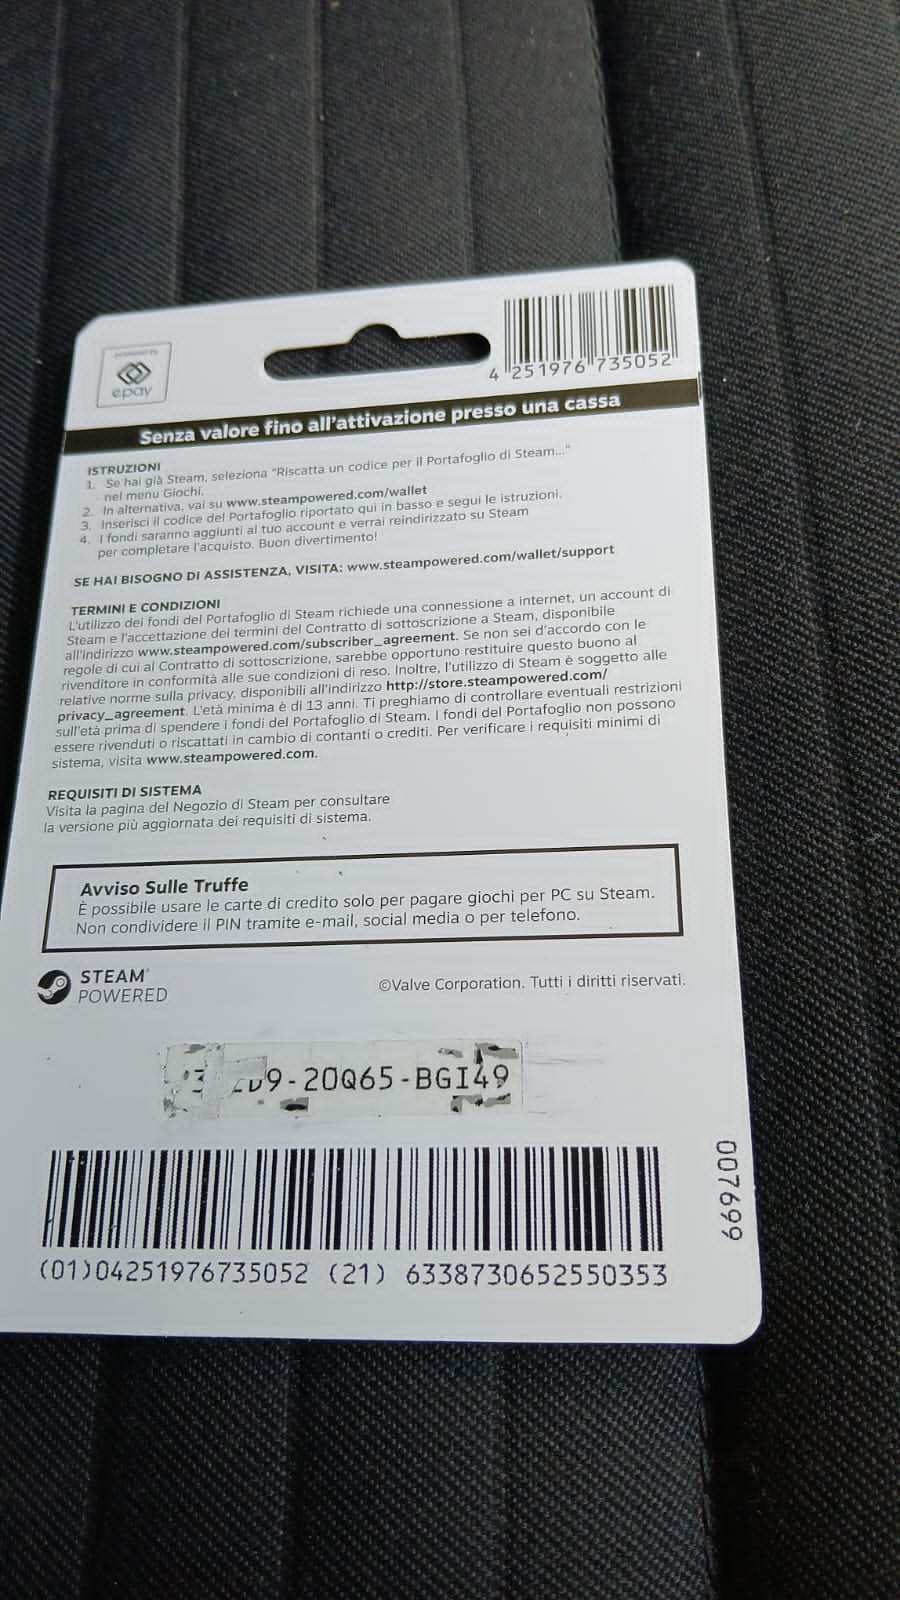 epay
4 251976 735052
Senza valore fino all'attivazione presso una cassa
ISTRUZIONI
1. Se hai già Steam, seleziona "Riscatta un codice per il Portafoglio di Steam..."
nel menu Giochi.
2. In alternativa, vai su www.steampowered.com/wallet
3. Inserisci il codice del Portafoglio riportato qui in basso e segui le istruzioni.
4. I fondi saranno aggiunti al tuo account e verrai reindirizzato su Steam
per completare l'acquisto. Buon divertimento!
SE HAI BISOGNO DI ASSISTENZA, VISITA: www.steampowered.com/wallet/support
TERMINI E CONDIZIONI
L'utilizzo dei fondi del Portafoglio di Steam richiede una connessione a internet, un account di
Steam e l'accettazione dei termini del Contratto di sottoscrizione a Steam, disponibile
all'indirizzo www.steampowered.com/subscriber_agreement. Se non sei d'accordo con le
regole di cui al Contratto di sottoscrizione, sarebbe opportuno restituire questo buono al
rivenditore in conformità alle sue condizioni di reso. Inoltre, l'utilizzo di Steam è soggetto alle
relative norme sulla privacy, disponibili all'indirizzo http://store.steampowered.com/
privacy_agreement. L'età minima è di 13 anni. Ti preghiamo di controllare eventuali restrizioni
sull'età prima di spendere i fondi del Portafoglio di Steam. I fondi del Portafoglio non possono
essere rivenduti o riscattati in cambio di contanti o crediti. Per verificare i requisiti minimi di
sistema, visita www.steampowered.com.
REQUISITI DI SISTEMA
Visita la pagina del Negozio di Steam per consultare
la versione più aggiornata dei requisiti di sistema.
Avviso Sulle Truffe
È possibile usare le carte di credito solo per pagare giochi per PC su Steam.
Non condividere il PIN tramite e-mail, social media o per telefono.
STEAM®
POWERED
©Valve Corporation. Tutti i diritti riservati.
9-20Q65-BGI49
(01)04251976735052 (21) 6338730652550353
007699